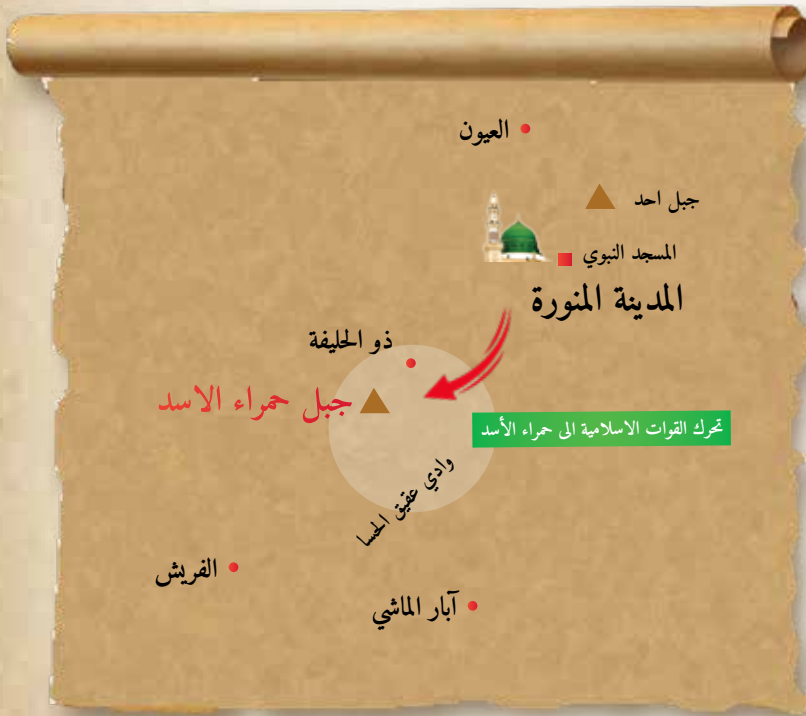 العيون
جبل احد
المسجد النبوي
المدينة المنورة
ذو الحليفة
جبل حمراء الاسد
تحرك القوات الاسلامية الى حمراء الأسد
وادي عقيق الحسا
الفريش
آبار الماشي